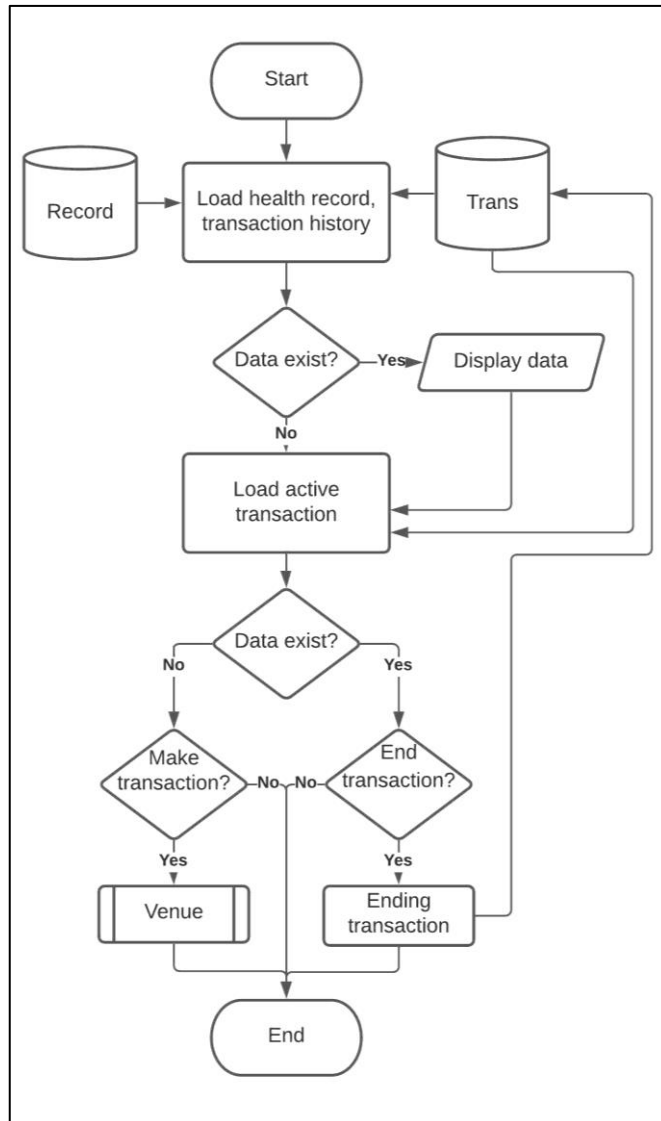 Start
Record
Load health record,
transaction history
Trans
Data exist?
Yes
Display data
No
Load active
transaction
Data exist?
No
Yes
Make
transaction?
No
No
End
transaction?
Yes
Yes
Venue
Ending
transaction
End